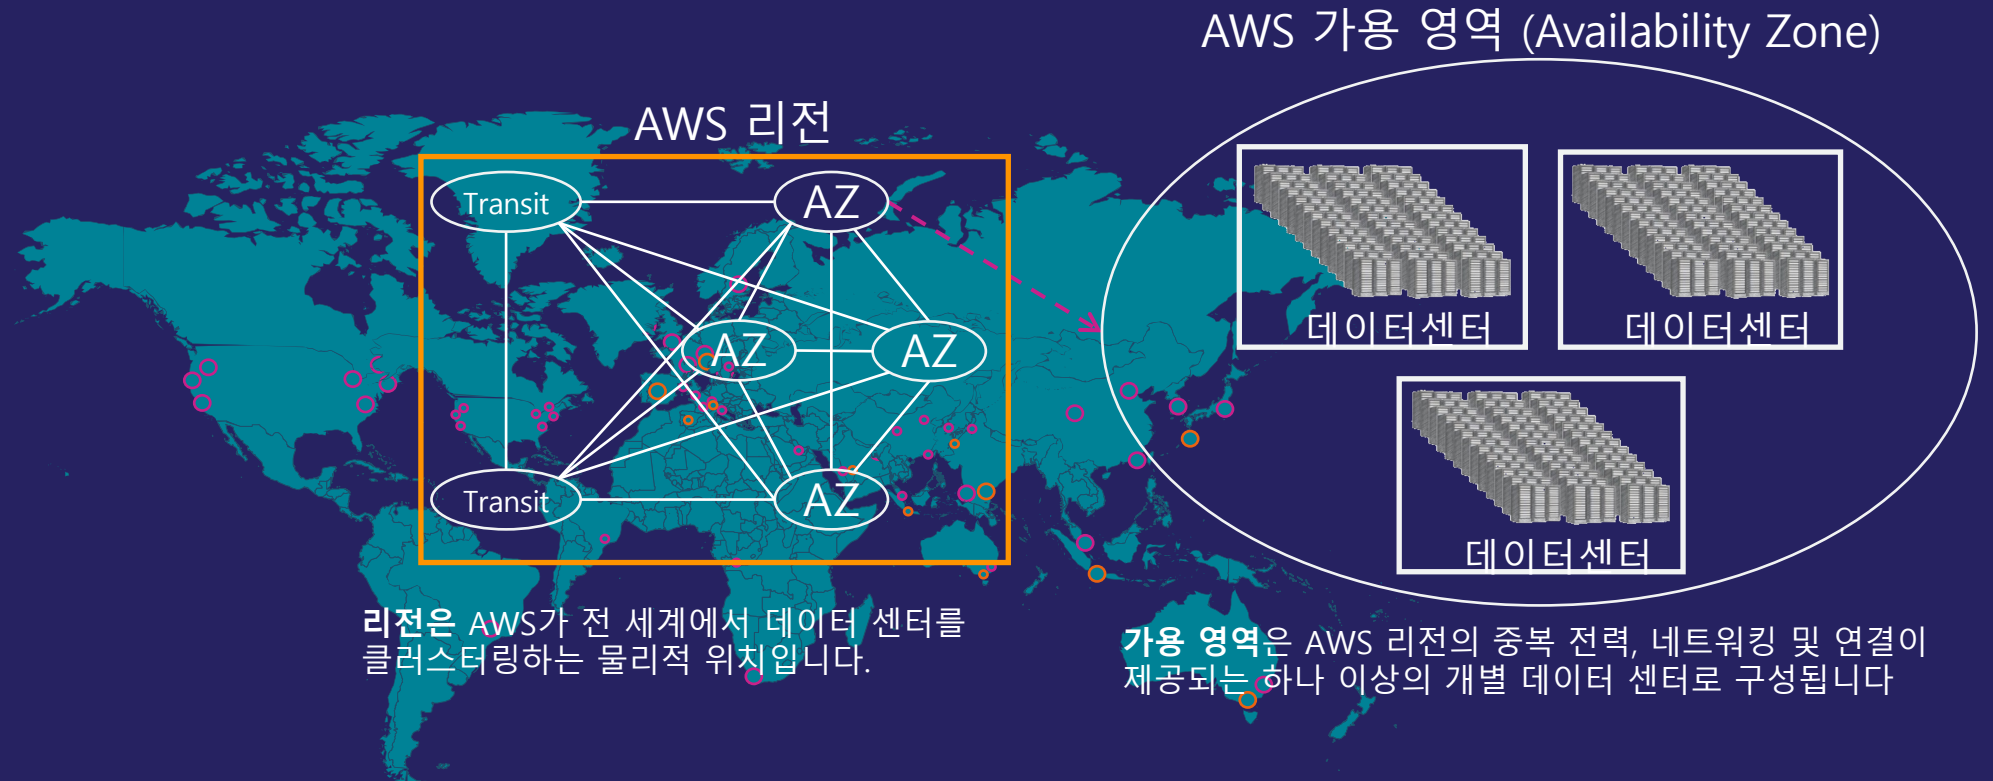 AWS 가용 영역 (Availability Zone)
AWS 리전
Transit
AZ
AZ
AZ
Transit
AZ
데이터센터
데이터센터
데이터센터
리전은 AWS가 전 세계에서 데이터 센터를
클러스터링하는 물리적 위치입니다.
가용 영역은 AWS 리전의 중복 전력, 네트워킹 및 연결이
제공되는 하나 이상의 개별 데이터 센터로 구성됩니다